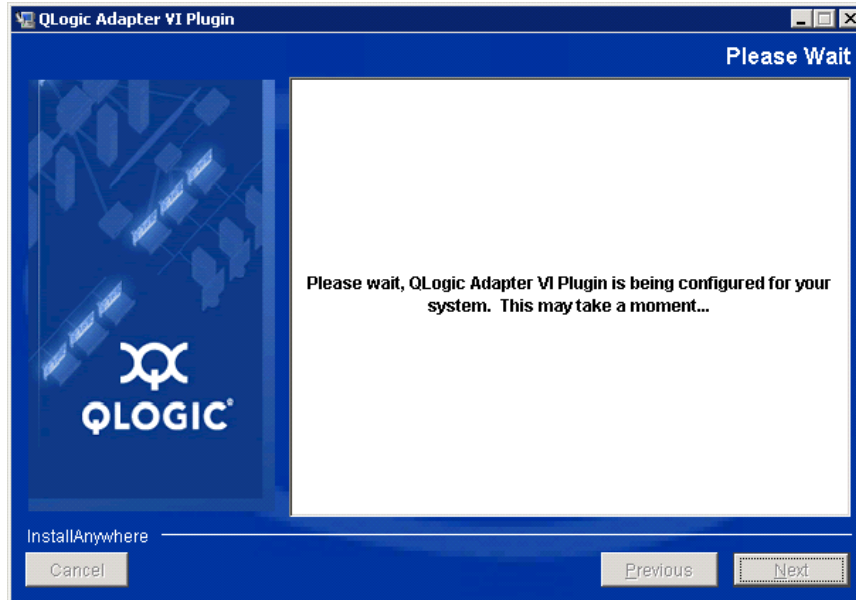 QLogic Adapter VI Plugin
Please Wait
Please wait, QLogic Adapter VI Plugin is being configured for your
system. This may take a moment...
QLOGIC®
InstallAnywhere
Cancel
Previous
Next